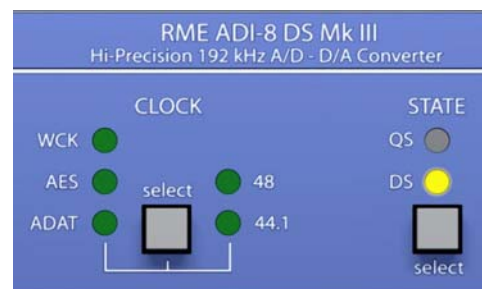 RME ADI-8 DS Mk III
Hi-Precision 192 kHz A/D - D/A Converter
CLOCK
STATE
WCK
QS
AES
select
48
DS
ADAT
44.1
select